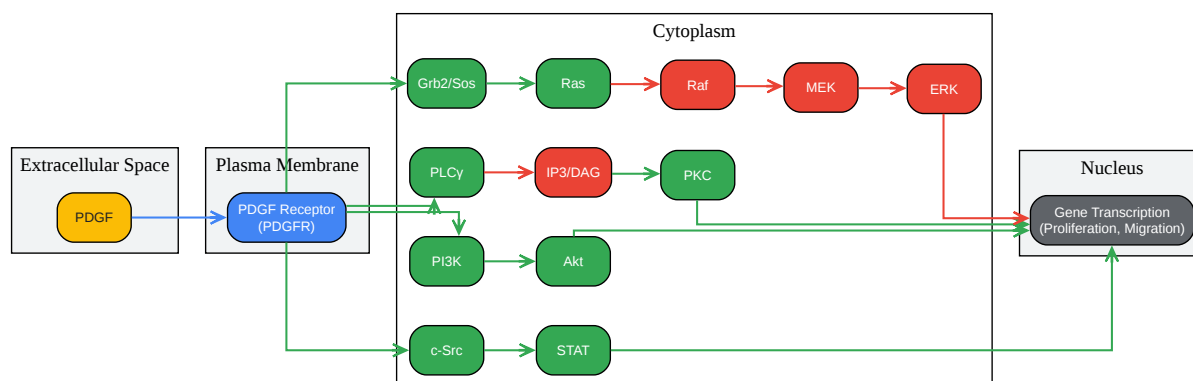 Cytoplasm
Grb2/Sos
Ras
Raf
MEK
ERK
Extracellular Space
Plasma Membrane
PLCγ
IP3/DAG
PKC
Nucleus
PDGF
PDGF Receptor
(PDGFR)
Gene Transcription
(Proliferation, Migration)
PI3K
Akt
c-Src
STAT